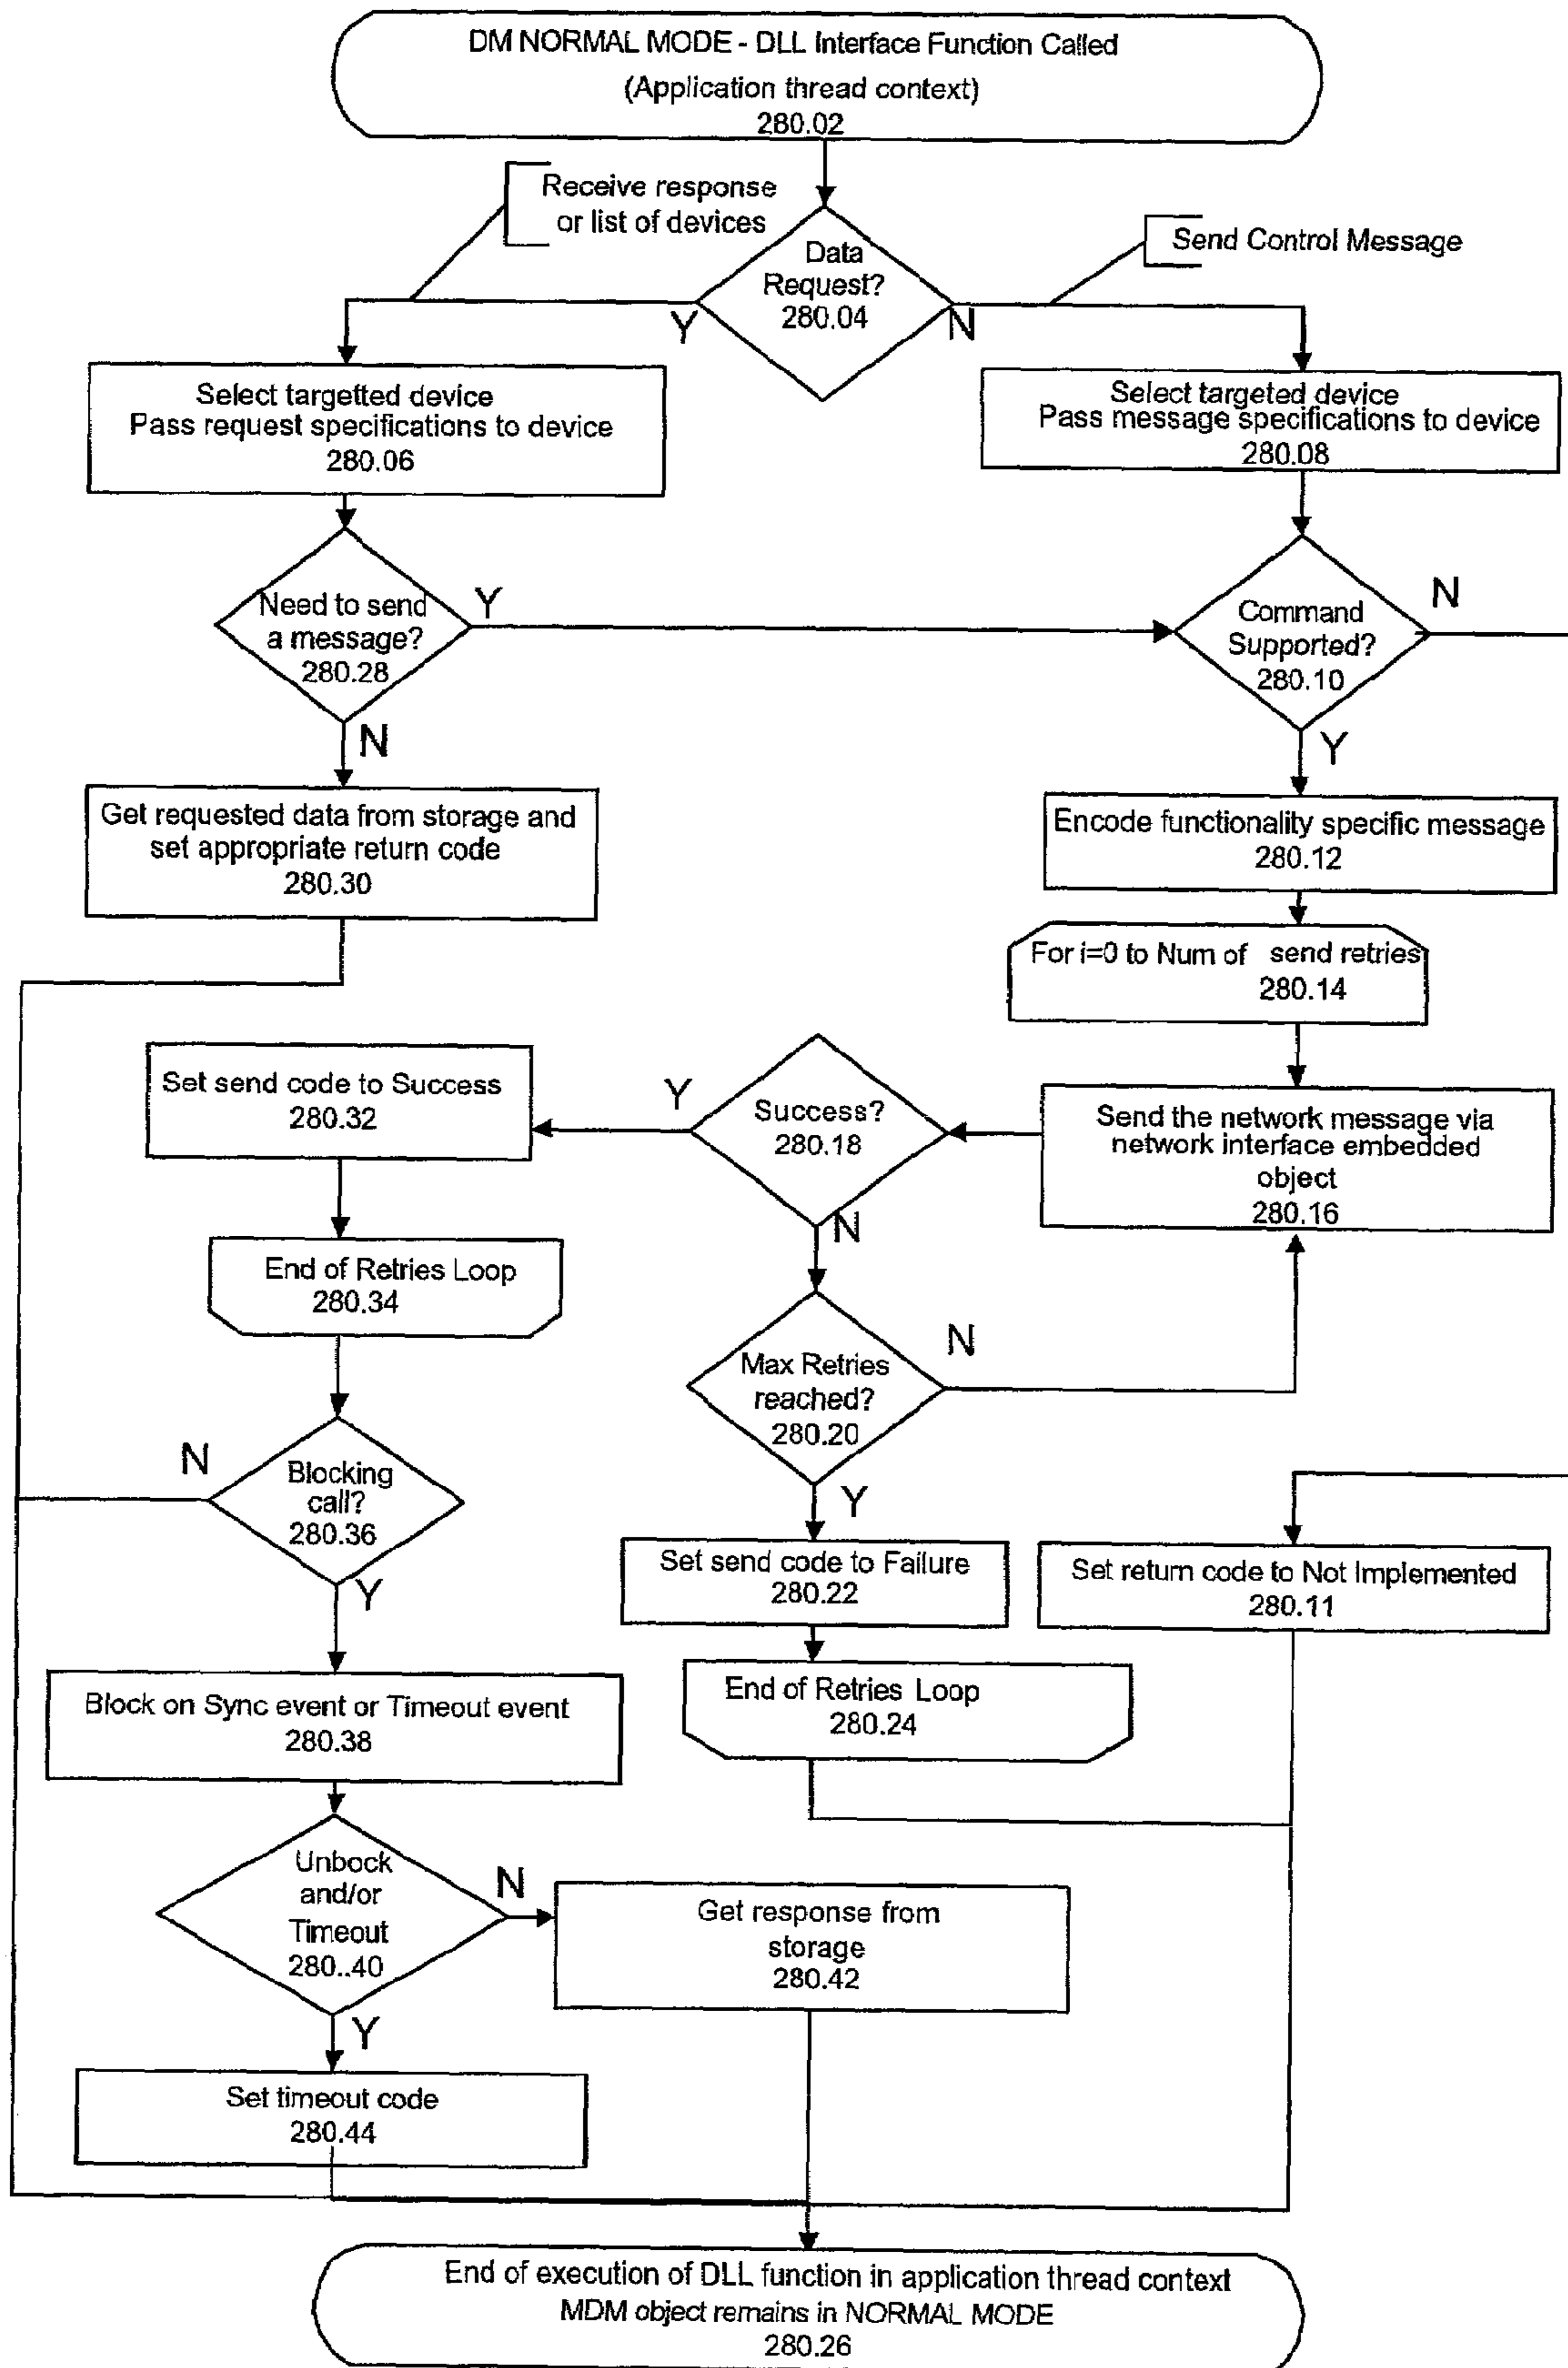 DM NORMAL MODE - DLL Interface Function Called
(Application thread context)
280.02
Receive response
or list of devices
Send Control Message
Data
Request?
280.04
Y
N
Select targetted device
Pass request specifications to device
280.06
Select targeted device
Pass message specifications to device
280.08
Need to send
a message?
280.28
Y
N
Command
Supported?
280.10
N
Y
Get requested data from storage and
set appropriate return code
280.30
Encode functionality specific message
280.12
For i=0 to Num of send retries
280.14
Set send code to Success
280.32
Y
Success?
280.18
N
Send the network message via
network interface embedded
object
280.16
End of Retries Loop
280.34
Max Retries
reached?
280.20
N
Y
N
Blocking
call?
280.36
Y
Set send code to Failure
280.22
Set return code to Not Implemented
280.11
Block on Sync event or Timeout event
280.38
End of Retries Loop
280.24
Unbock
and/or
Timeout
280..40
N
Y
Get response from
storage
280.42
Set timeout code
280.44
End of execution of DLL function in application thread context
MDM object remains in NORMAL MODE
280.26